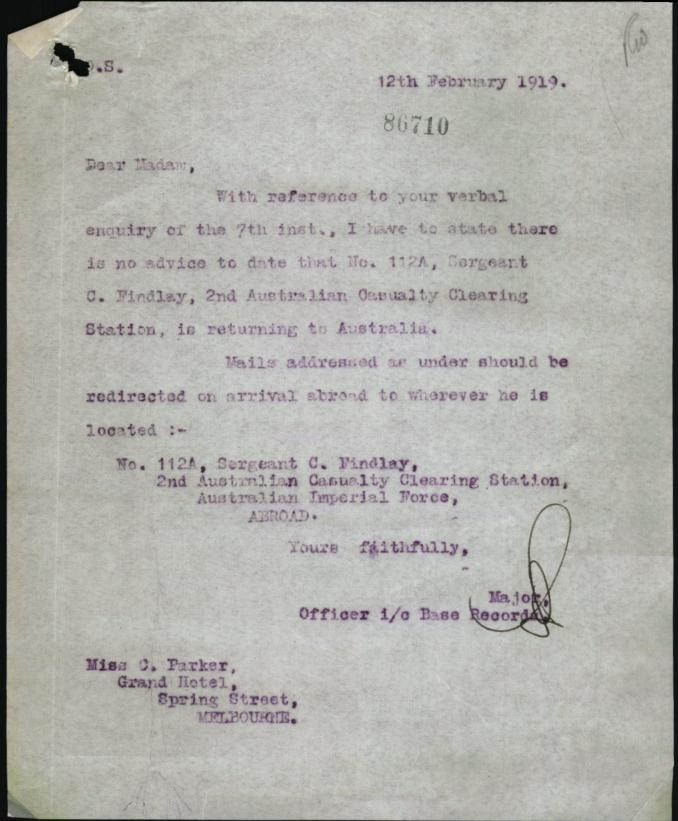 .S.
12th February 1919.
86710
Dear Madam,
With reference to your verbal
enquiry of the 7th inst., I have to state there
is no advice to date that No. 112A, Sergeant
C. Findlay, 2nd Australian Casualty Clearing
Station, is returning to Australia.
Mails addressed as under should be
redirected on arrival abroad to wherever he is
located :-
No. 112A, Sergeant C. Findlay,
2nd Australian Casualty Clearing Station,
Australian Imperial Force,
ABROAD.
Yours faithfully,
Major,
Officer i/c Base Records
Miss C. Parker,
Grand Hotel,
Spring Street,
MELBOURNE.